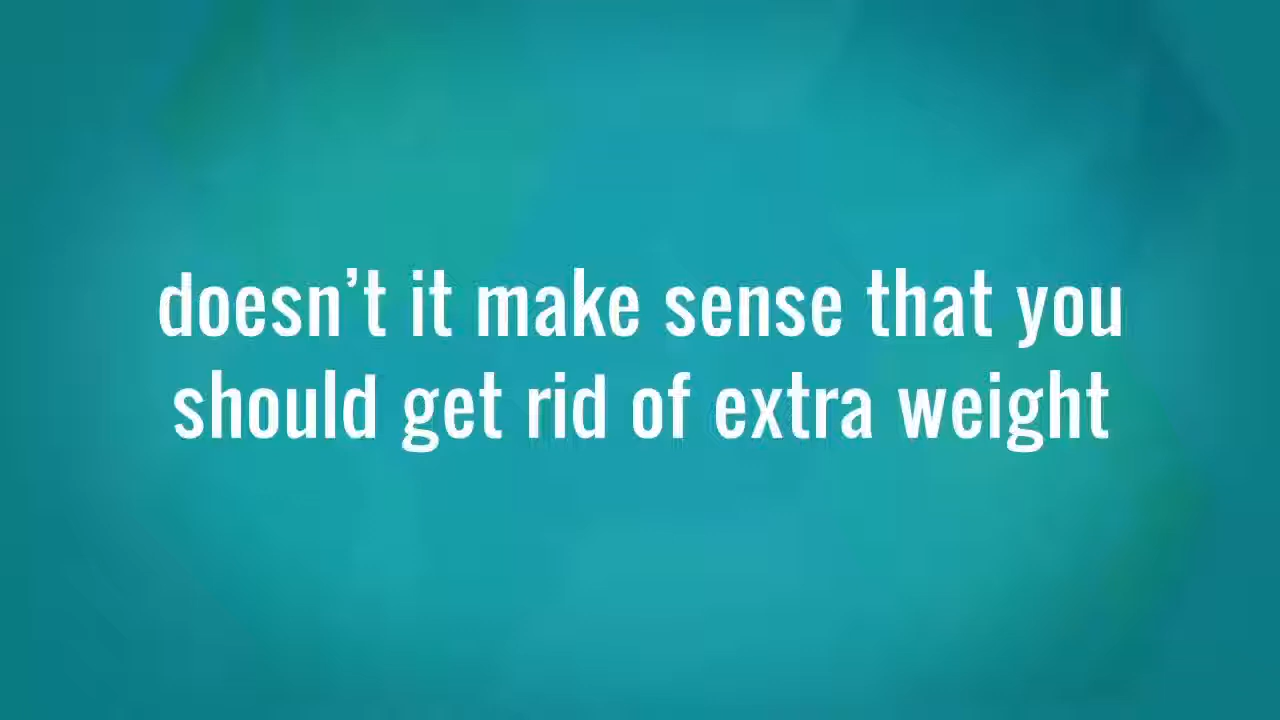 doesn’t it make sense that you
should get rid of extra weight